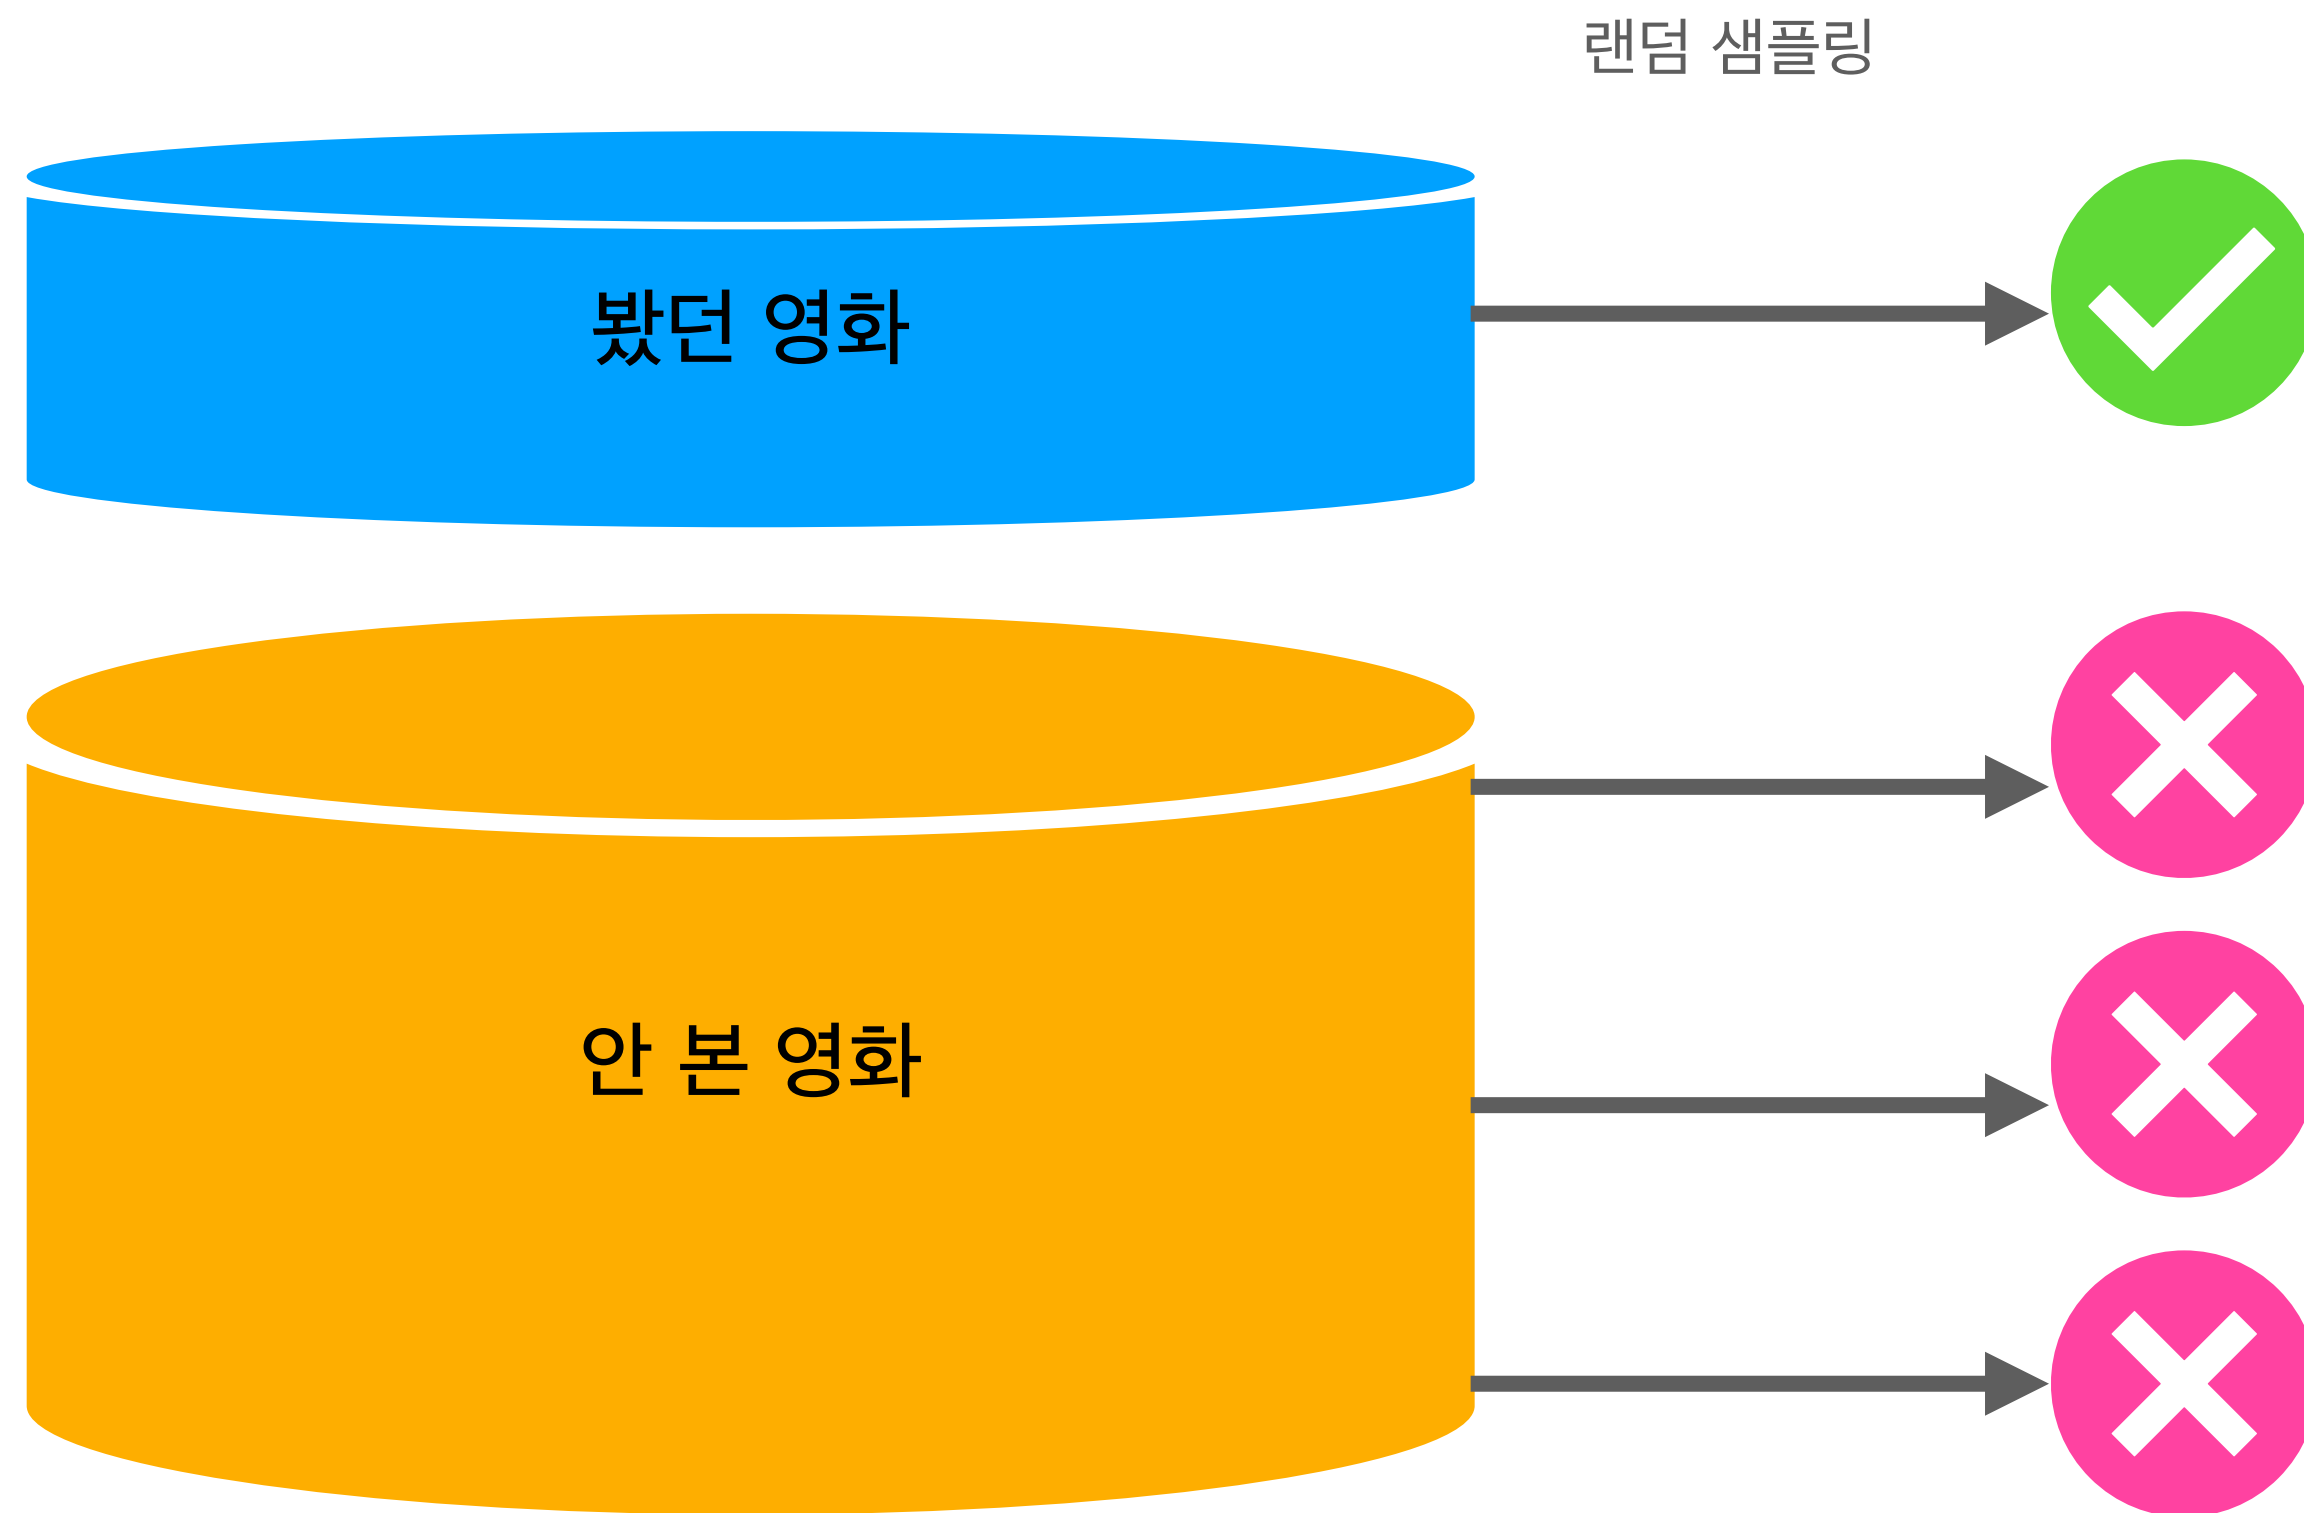 랜덤 샘플링
봤던 영화
안 본 영화